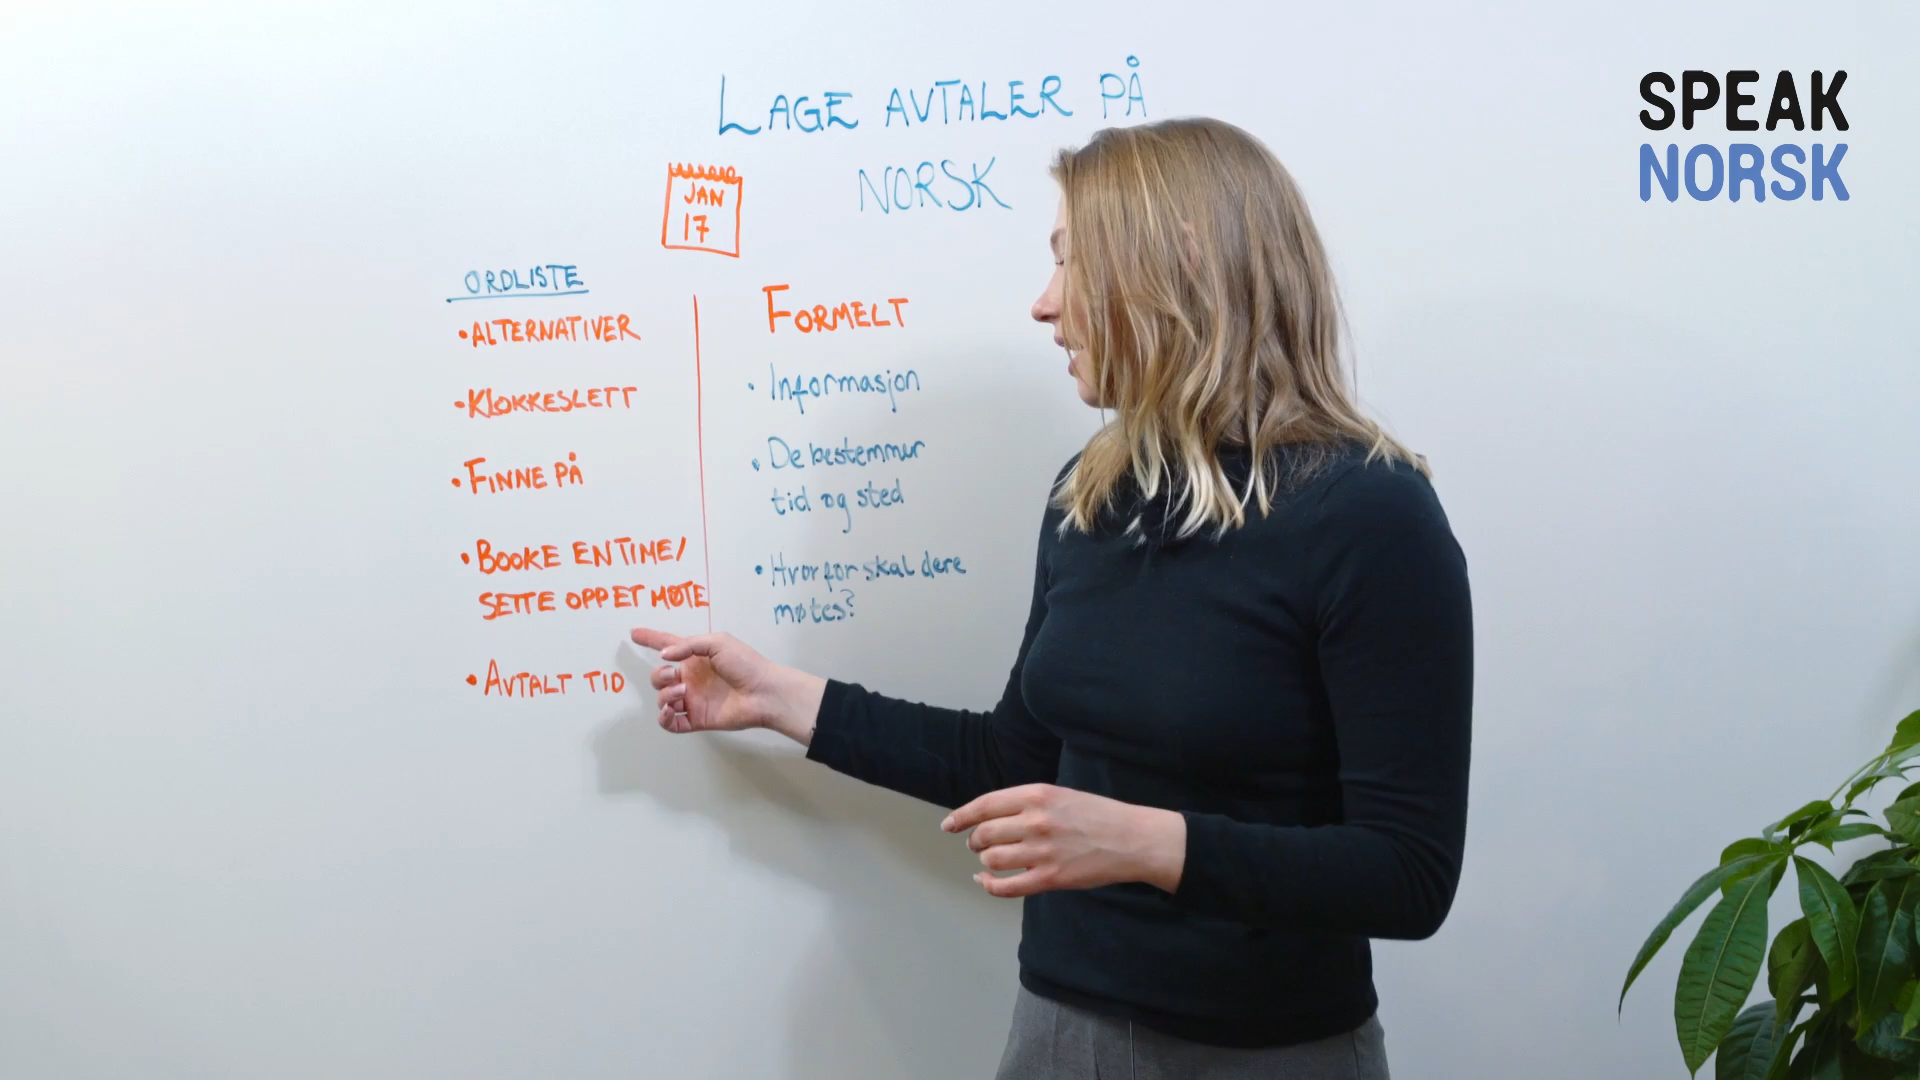 LAGE AVTALER PÅ
NORSK
JAN
17
ORDLISTE
• ALTERNATIVER
• KLOKKESLETT
• FINNE PÅ
• BOOKE EN TIME/
SETTE OPP ET MØTE
• AVTALT TID
FORMELT
• Informasjon
• De bestemmer
tid og sted
• Hvorfor skal dere
møtes?
SPEAK
NORSK